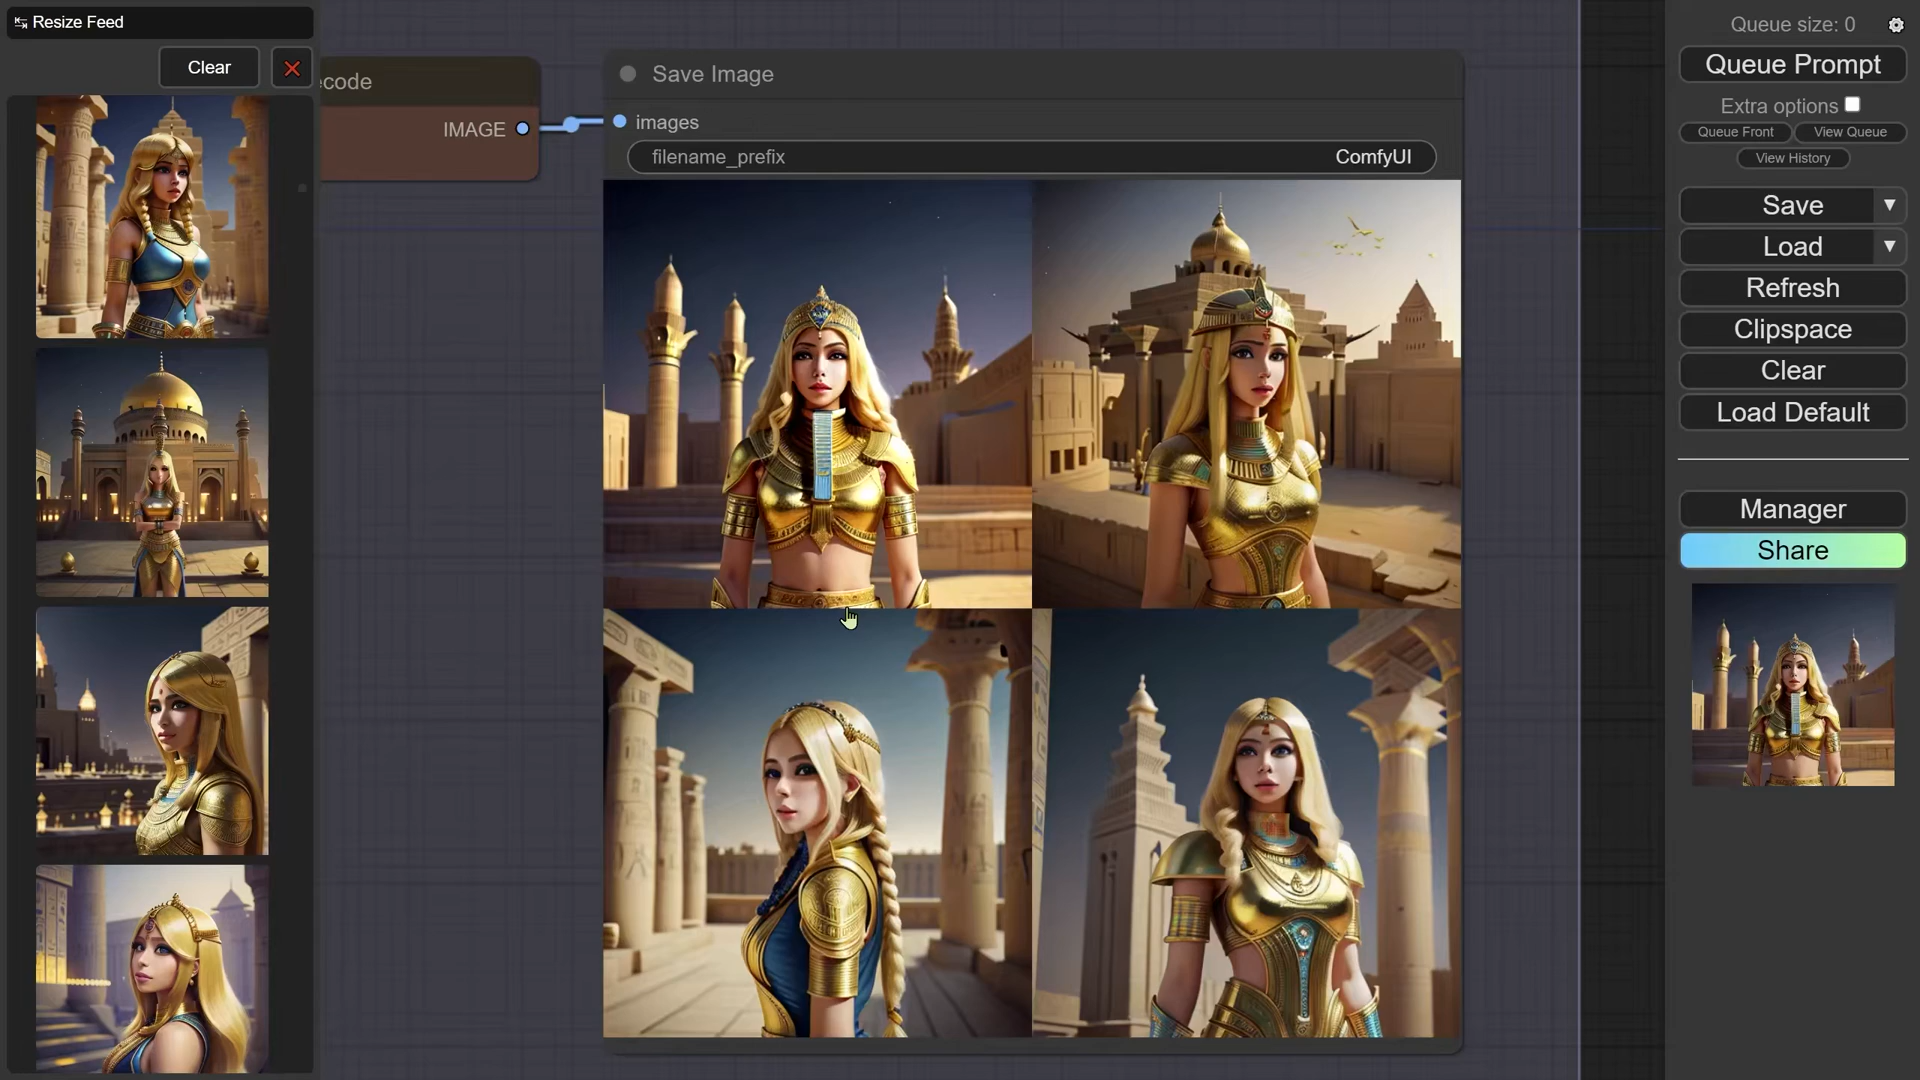 Resize Feed
Clear
ecode
IMAGE
Save Image
images
filename_prefix
ComfyUI
Queue size: 0
Queue Prompt
Extra options
Queue Front
View Queue
View History
Save
Load
Refresh
Clipspace
Clear
Load Default
Manager
Share